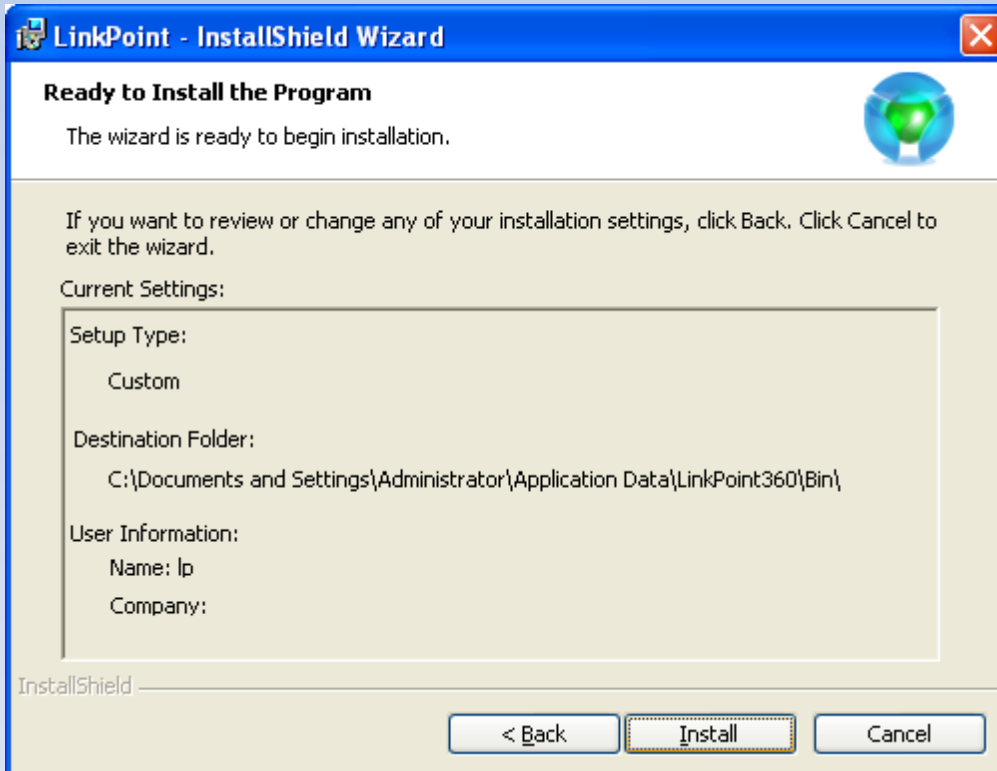 LinkPoint - InstallShield Wizard
Ready to Install the Program
The wizard is ready to begin installation.
If you want to review or change any of your installation settings, click Back. Click Cancel to
exit the wizard.
Current Settings:
Setup Type:
Custom
Destination Folder:
C:\Documents and Settings\Administrator\Application Data\LinkPoint360\Bin\
User Information:
Name: lp
Company:
InstallShield
< Back Install Cancel